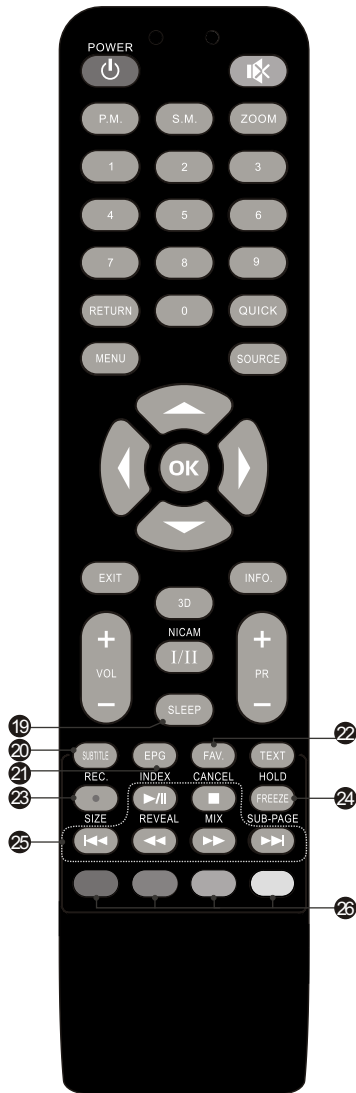 POWER
P.M. S.M. ZOOM
1 2 3
4 5 6
7 8 9
RETURN 0 QUICK
MENU SOURCE
OK
EXIT INFO.
3D
NICAM
+ I/II +
VOL PR
− SLEEP −
19
20 SUBTITLE EPG FAV. TEXT 22
21 REC. INDEX CANCEL HOLD
23 FREEZE 24
SIZE REVEAL MIX SUB-PAGE
25
26